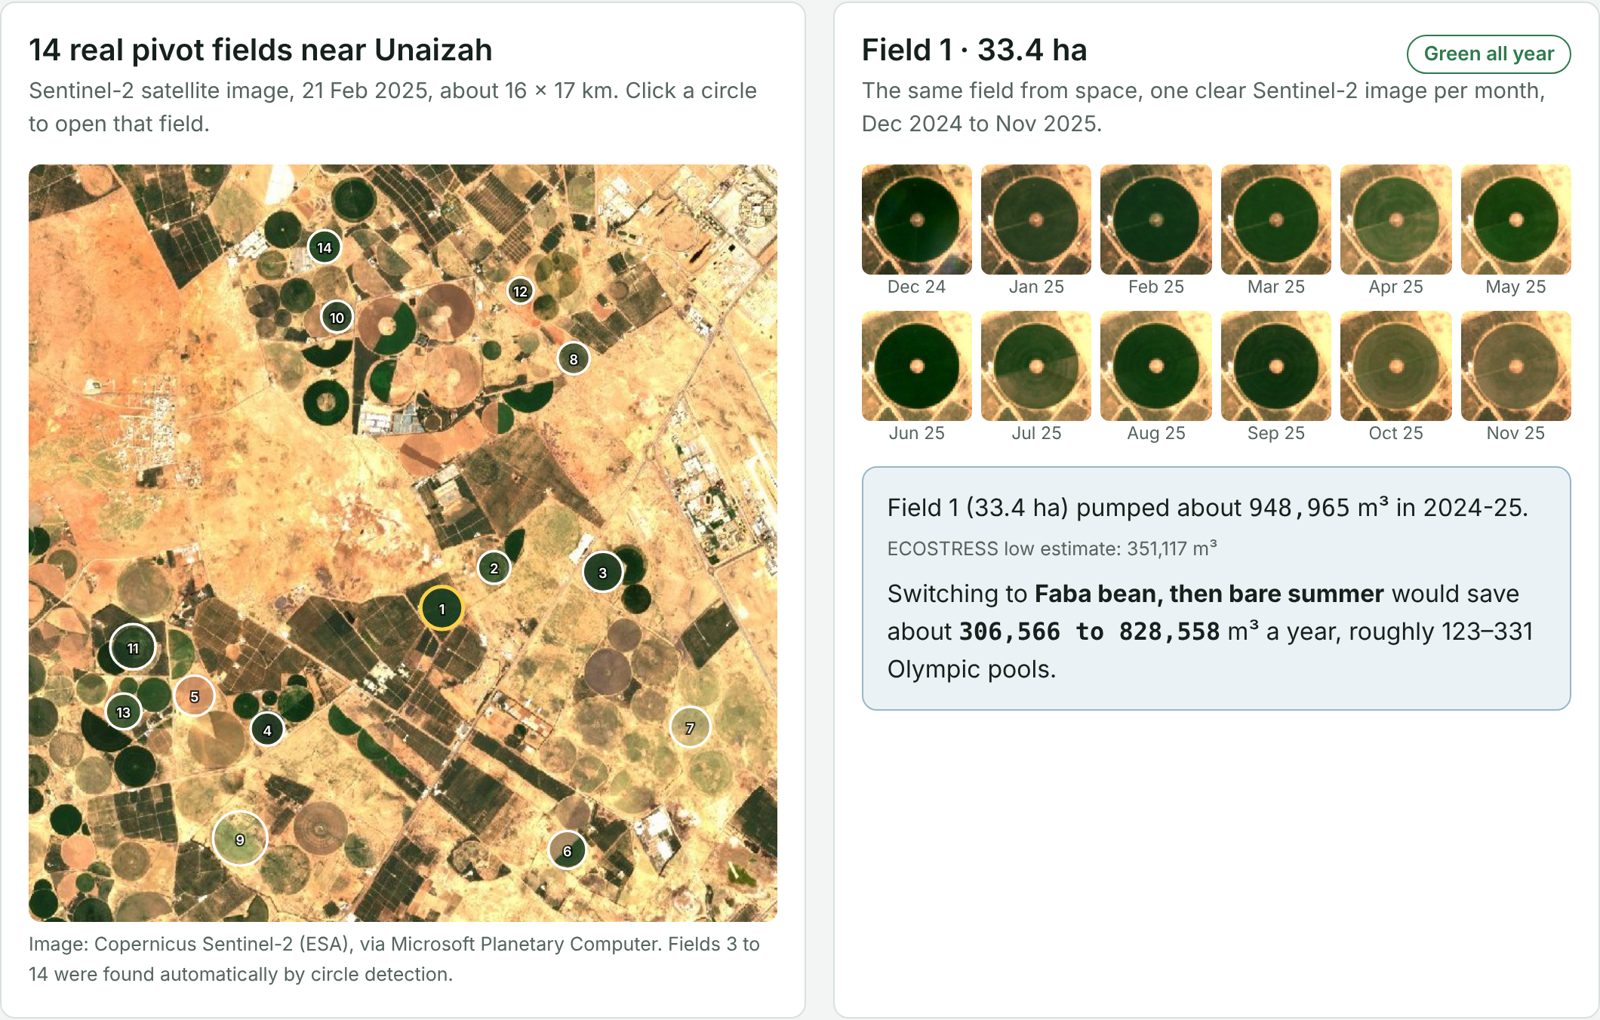 14 real pivot fields near Unaizah
Sentinel-2 satellite image, 21 Feb 2025, about 16 × 17 km. Click a circle
to open that field.
14
12
10
8
2
3
1
11
5
13
4
7
9
6
Image: Copernicus Sentinel-2 (ESA), via Microsoft Planetary Computer. Fields 3 to
14 were found automatically by circle detection.
Field 1 · 33.4 ha
Green all year
The same field from space, one clear Sentinel-2 image per month,
Dec 2024 to Nov 2025.
Dec 24 Jan 25 Feb 25 Mar 25 Apr 25 May 25
Jun 25 Jul 25 Aug 25 Sep 25 Oct 25 Nov 25
Field 1 (33.4 ha) pumped about 948,965 m³ in 2024-25.
ECOSTRESS low estimate: 351,117 m³
Switching to Faba bean, then bare summer would save
about 306,566 to 828,558 m³ a year, roughly 123–331
Olympic pools.